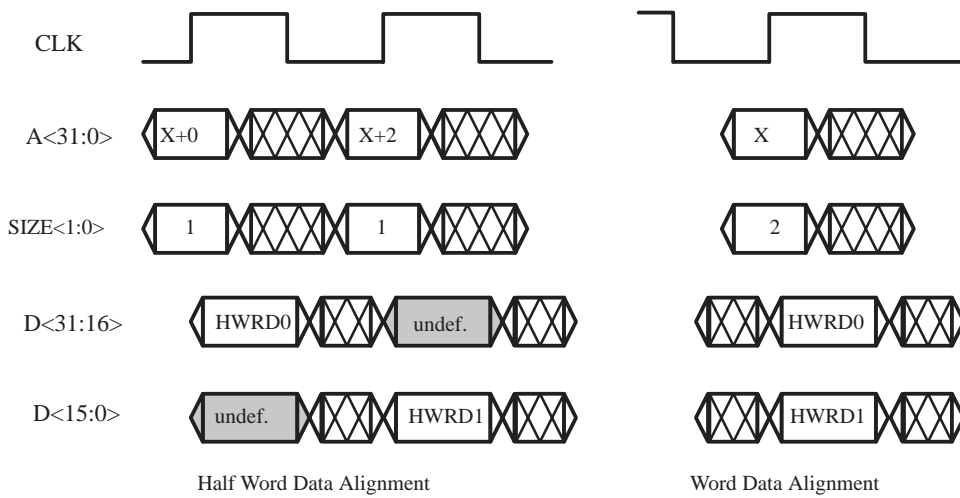 CLK
A<31:0> X+0 X+2 X
SIZE<1:0> 1 1 2
D<31:16> HWRD0 undef. HWRD0
D<15:0> undef. HWRD1 HWRD1
Half Word Data Alignment Word Data Alignment